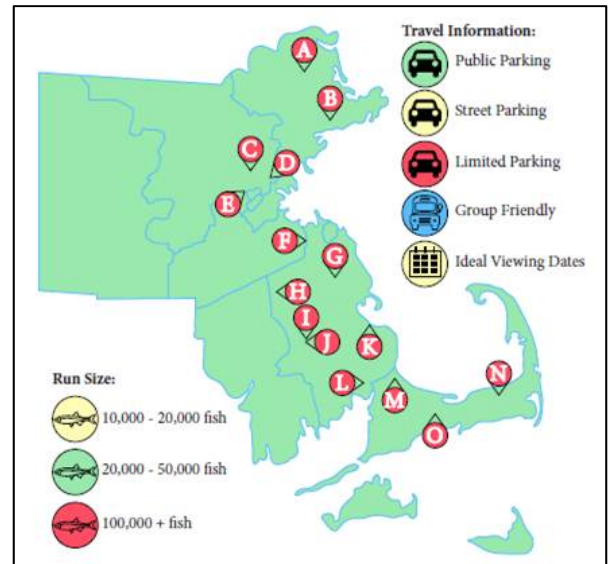 Travel Information:
Public Parking
Street Parking
Limited Parking
Group Friendly
Ideal Viewing Dates
A
B
C
D
E
F
G
H
I
J
K
L
M
N
O
Run Size:
10,000 - 20,000 fish
20,000 - 50,000 fish
100,000 + fish